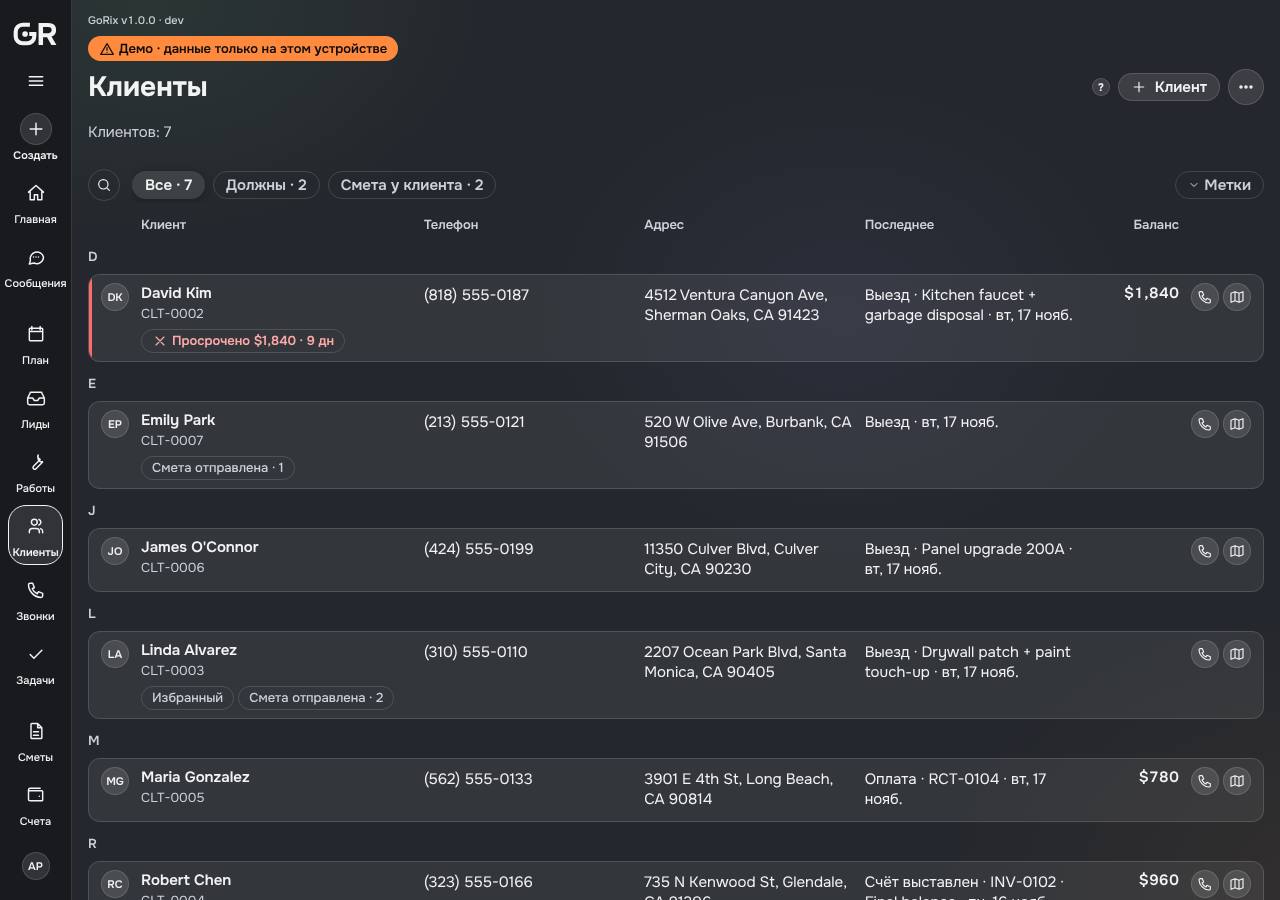 GR
GoRix v1.0.0 · dev
Демо · данные только на этом устройстве
Клиенты
?
+ Клиент
Клиентов: 7
Все · 7
Должны · 2
Смета у клиента · 2
Метки
Создать
Главная
Сообщения
План
Лиды
Работы
Клиенты
Звонки
Задачи
Сметы
Счета
AP
Клиент
Телефон
Адрес
Последнее
Баланс
D
DK
David Kim
CLT-0002
Просрочено $1,840 · 9 дн
(818) 555-0187
4512 Ventura Canyon Ave,
Sherman Oaks, CA 91423
Выезд · Kitchen faucet +
garbage disposal · вт, 17 нояб.
$1,840
E
EP
Emily Park
CLT-0007
Смета отправлена · 1
(213) 555-0121
520 W Olive Ave, Burbank, CA
91506
Выезд · вт, 17 нояб.
J
JO
James O'Connor
CLT-0006
(424) 555-0199
11350 Culver Blvd, Culver
City, CA 90230
Выезд · Panel upgrade 200A ·
вт, 17 нояб.
L
LA
Linda Alvarez
CLT-0003
Избранный
Смета отправлена · 2
(310) 555-0110
2207 Ocean Park Blvd, Santa
Monica, CA 90405
Выезд · Drywall patch + paint
touch-up · вт, 17 нояб.
M
MG
Maria Gonzalez
CLT-0005
(562) 555-0133
3901 E 4th St, Long Beach,
CA 90814
Оплата · RCT-0104 · вт, 17
нояб.
$780
R
RC
Robert Chen
(323) 555-0166
735 N Kenwood St, Glendale,
Счёт выставлен · INV-0102 ·
$960